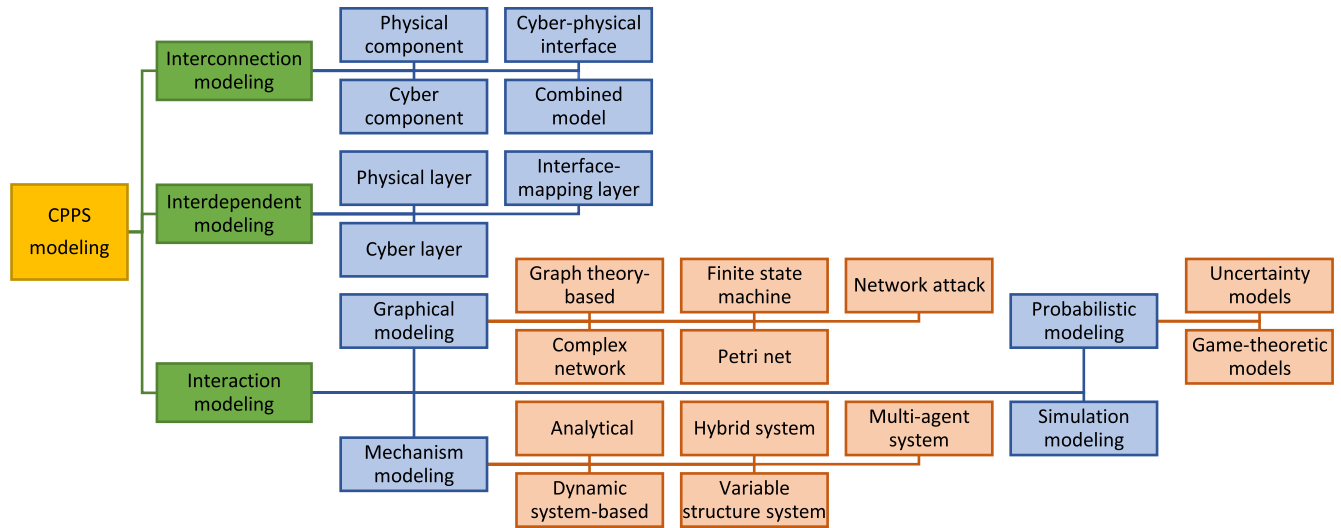 CPPS
modeling
Interconnection
modeling
Physical
component
Cyber-physical
interface
Cyber
component
Combined
model
Interdependent
modeling
Physical layer
Interface-
mapping layer
Cyber layer
Interaction
modeling
Graphical
modeling
Graph theory-
based
Finite state
machine
Network attack
Complex
network
Petri net
Mechanism
modeling
Analytical
Hybrid system
Multi-agent
system
Dynamic
system-based
Variable
structure system
Probabilistic
modeling
Uncertainty
models
Game-theoretic
models
Simulation
modeling